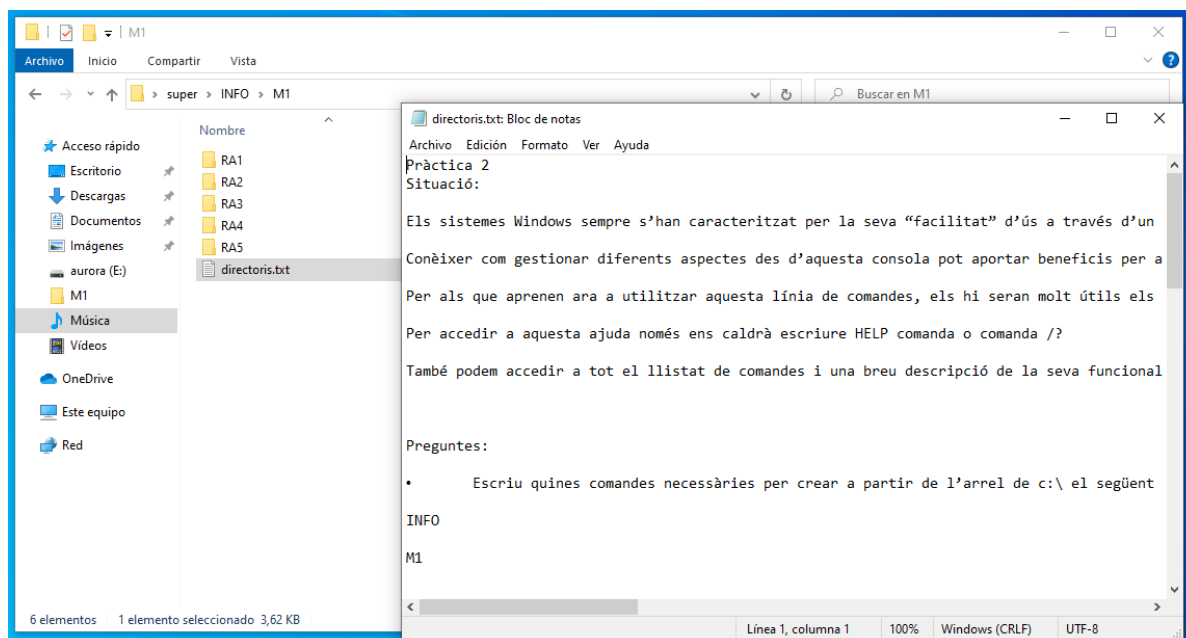 M1
Archivo Inicio Compartir Vista
super > INFO > M1
Buscar en M1
Acceso rápido
Escritorio
Descargas
Documentos
Imágenes
aurora (E:)
M1
Música
Vídeos
OneDrive
Este equipo
Red
Nombre
RA1
RA2
RA3
RA4
RA5
directoris.txt
6 elementos 1 elemento seleccionado 3,62 KB
directoris.txt: Bloc de notas
Archivo Edición Formato Ver Ayuda
Pràctica 2
Situació:
Els sistemes Windows sempre s’han caracteritzat per la seva “facilitat” d’ús a través d’un
Conèixer com gestionar diferents aspectes des d’aquesta consola pot aportar beneficis per a
Per als que aprenen ara a utilitzar aquesta línia de comandes, els hi seran molt útils els
Per accedir a aquesta ajuda només ens caldrà escriure HELP comanda o comanda /?
També podem accedir a tot el llistat de comandes i una breu descripció de la seva funcional
Preguntes:
• Escriu quines comandes necessàries per crear a partir de l’arrel de c:\ el següent
INFO
M1
Línea 1, columna 1 100% Windows (CRLF) UTF-8